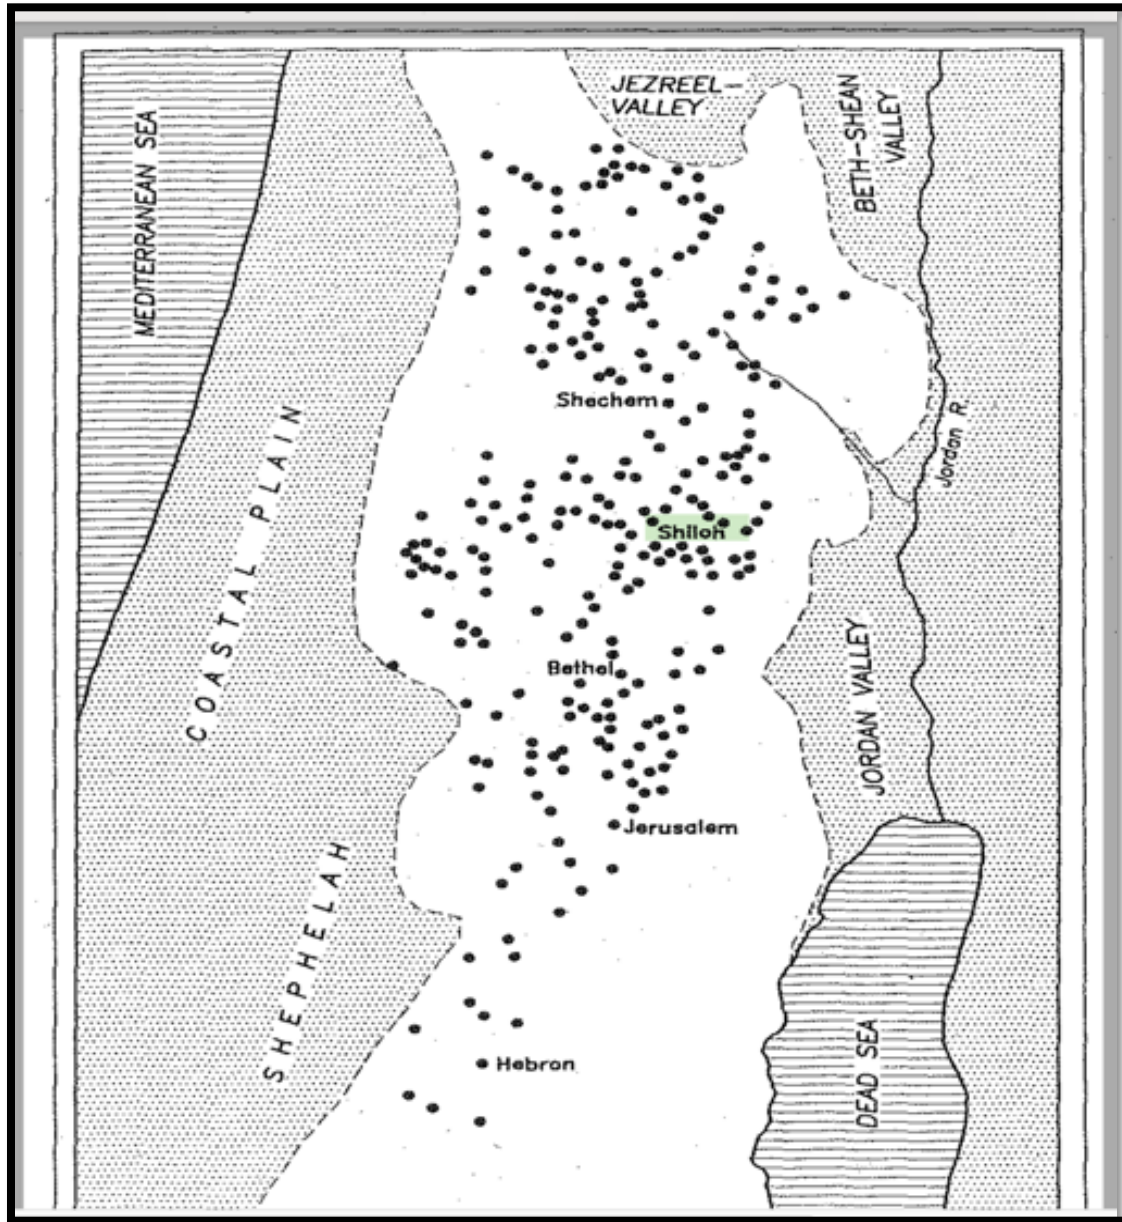 JEZREEL-
VALLEY
BETH-SHEAN
VALLEY
MEDITERRANEAN SEA
Shechem
COASTAL PLAIN
Jordan R.
Shiloh
Bethel
JORDAN VALLEY
Jerusalem
SHEPHELAH
Hebron
DEAD SEA